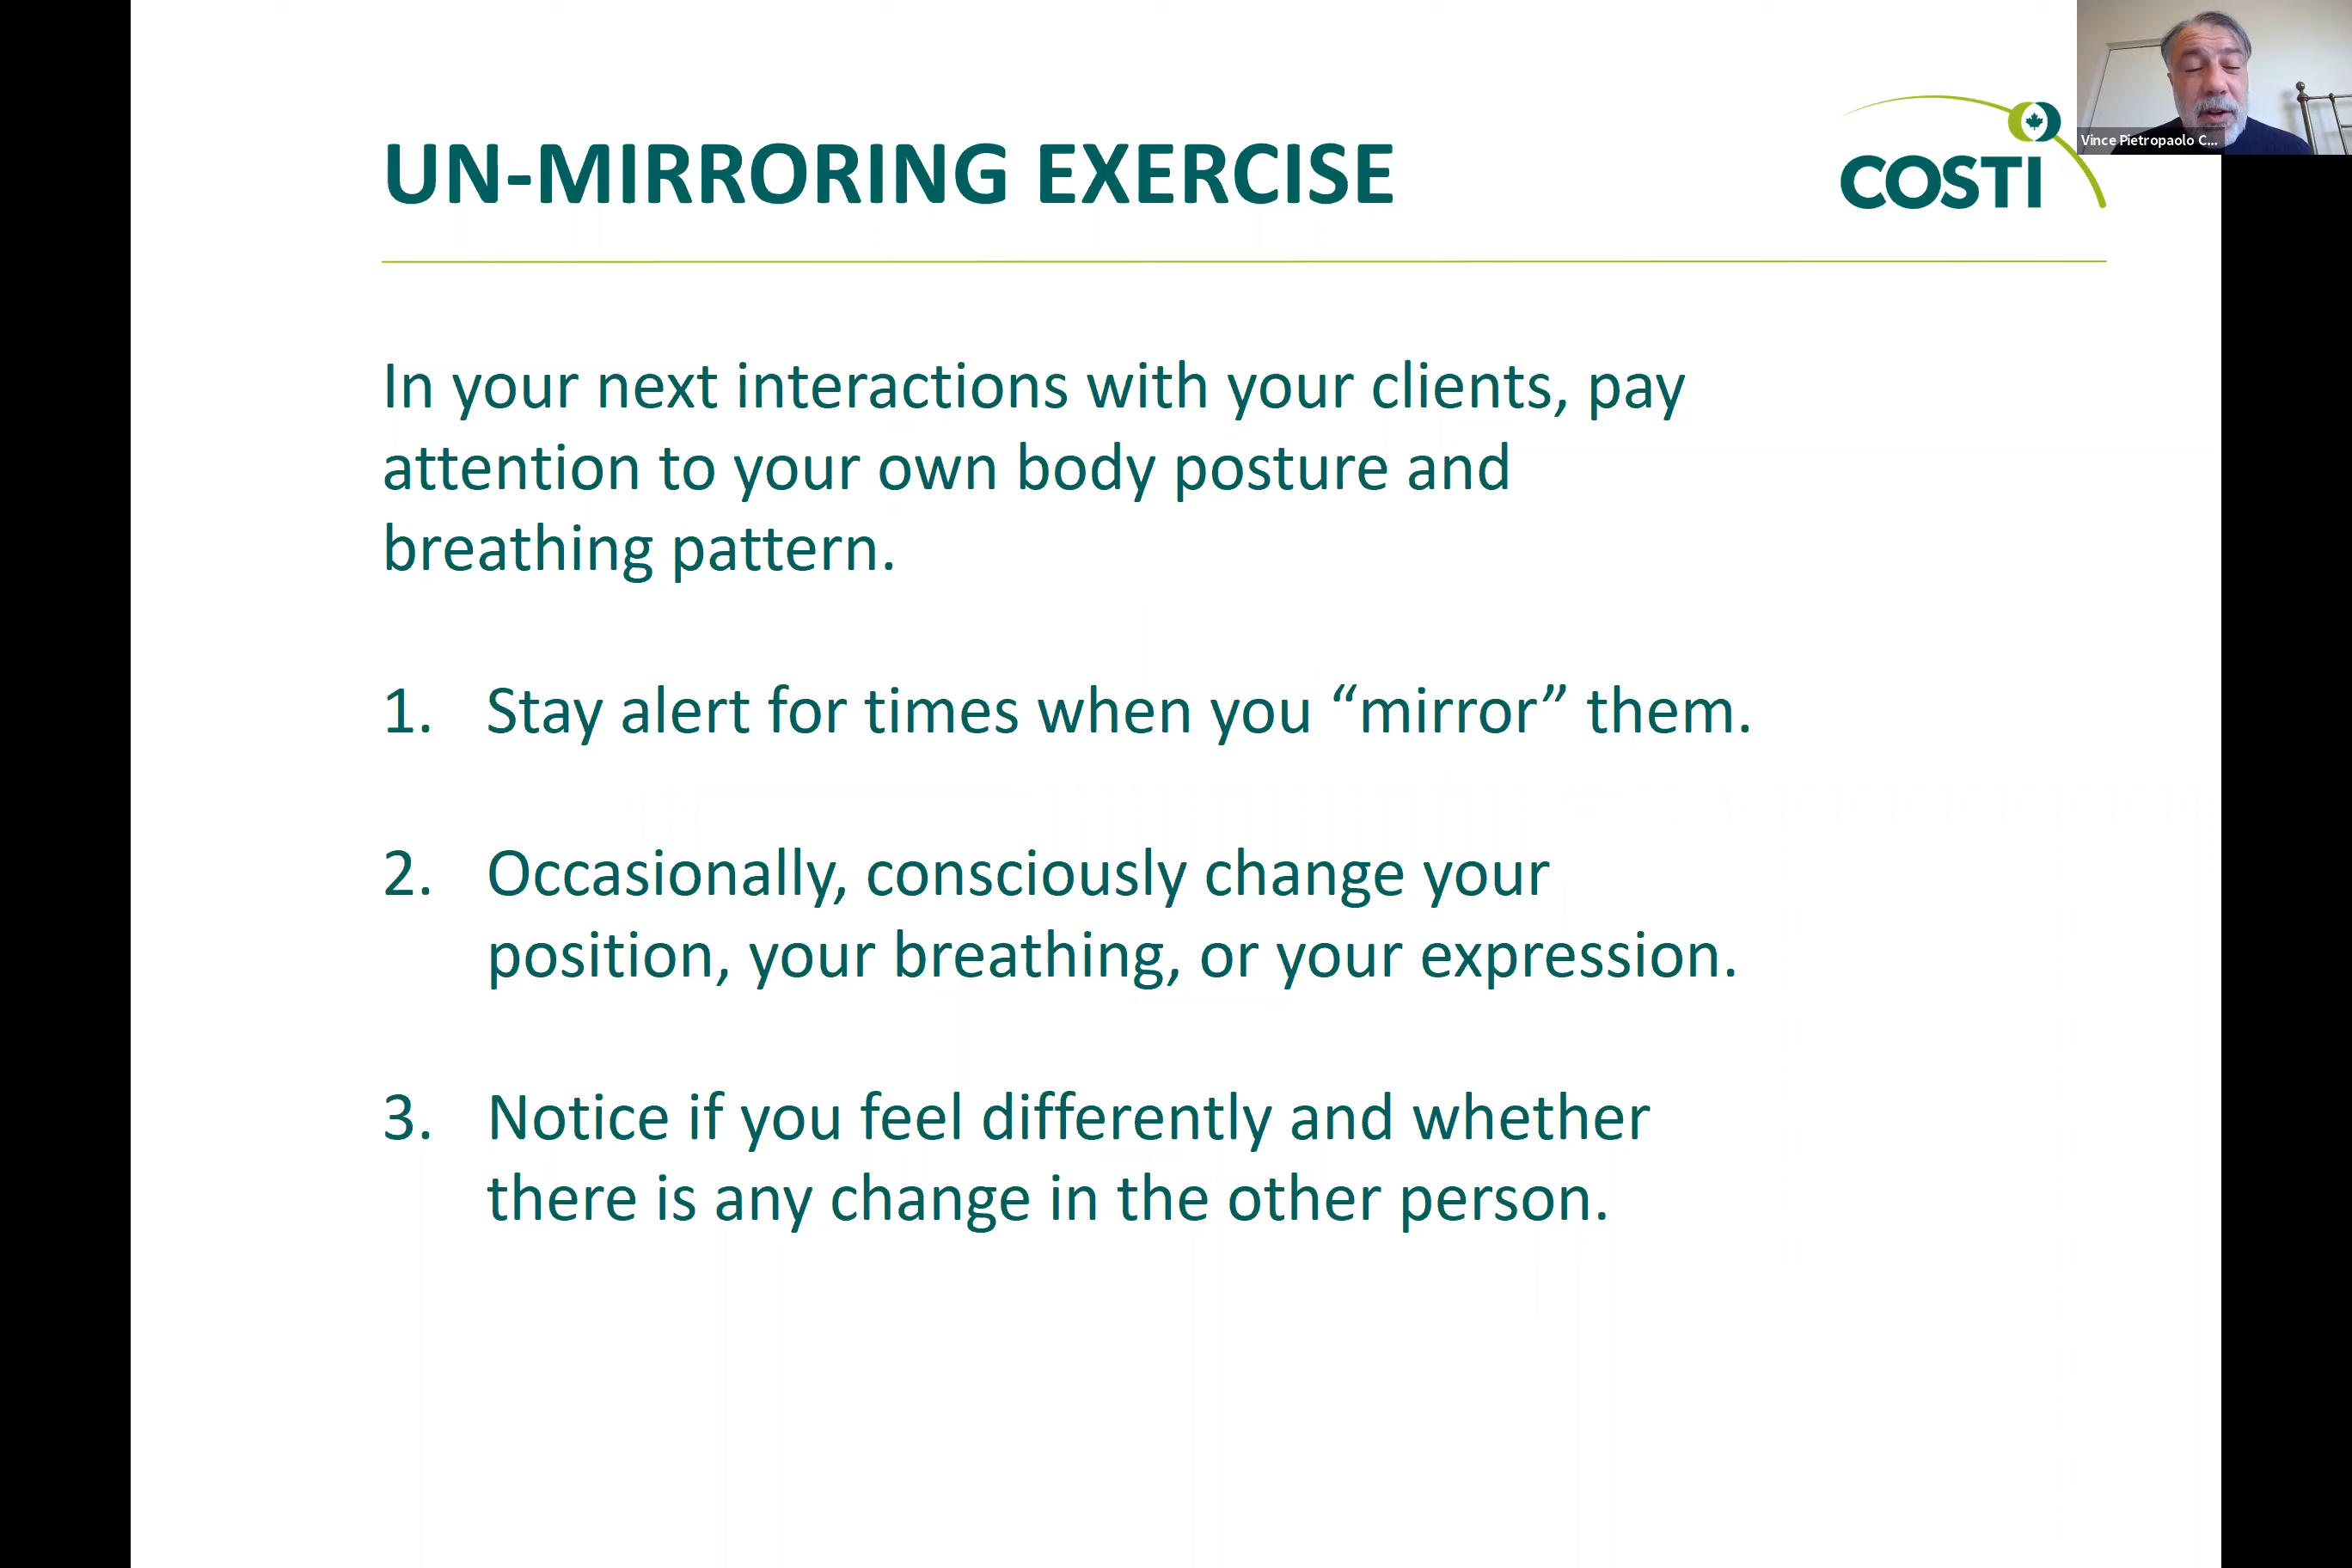 UN-MIRRORING EXERCISE
COSTI
Vince Pietropaolo C...
In your next interactions with your clients, pay
attention to your own body posture and
breathing pattern.
1. Stay alert for times when you “mirror” them.
2. Occasionally, consciously change your
position, your breathing, or your expression.
3. Notice if you feel differently and whether
there is any change in the other person.